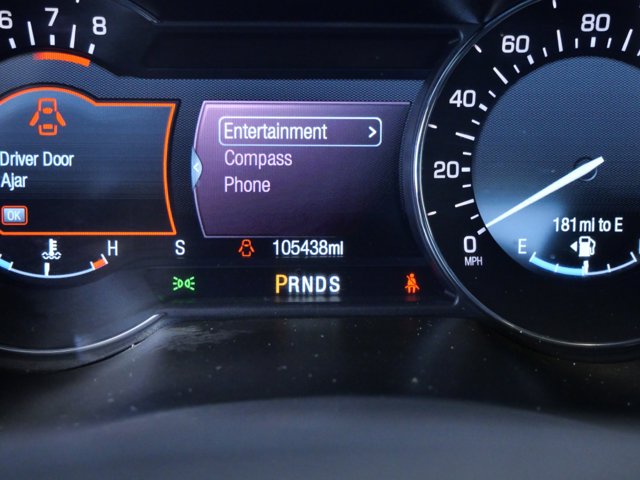 6 7 8
Driver Door
Ajar
OK
H
Entertainment >
Compass
Phone
S
105438mi
PRNDS
0
20
40
60
80
MPH
181 mi to E
E